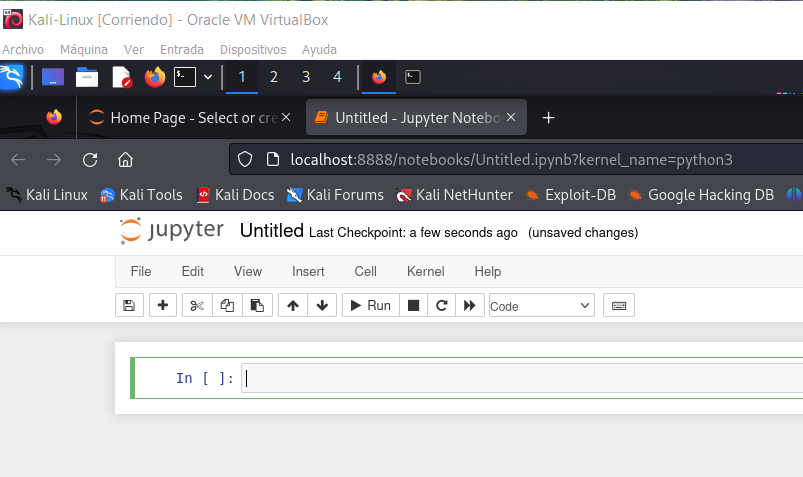 Kali-Linux [Corriendo] - Oracle VM VirtualBox
Archivo Máquina Ver Entrada Dispositivos Ayuda
1 2 3 4
Home Page - Select or cre Untitled - Jupyter Notebo
localhost:8888/notebooks/Untitled.ipynb?kernel_name=python3
Kali Linux Kali Tools Kali Docs Kali Forums Kali NetHunter Exploit-DB Google Hacking DB
jupyter Untitled Last Checkpoint: a few seconds ago (unsaved changes)
File Edit View Insert Cell Kernel Help
Run Code
In [ ]: